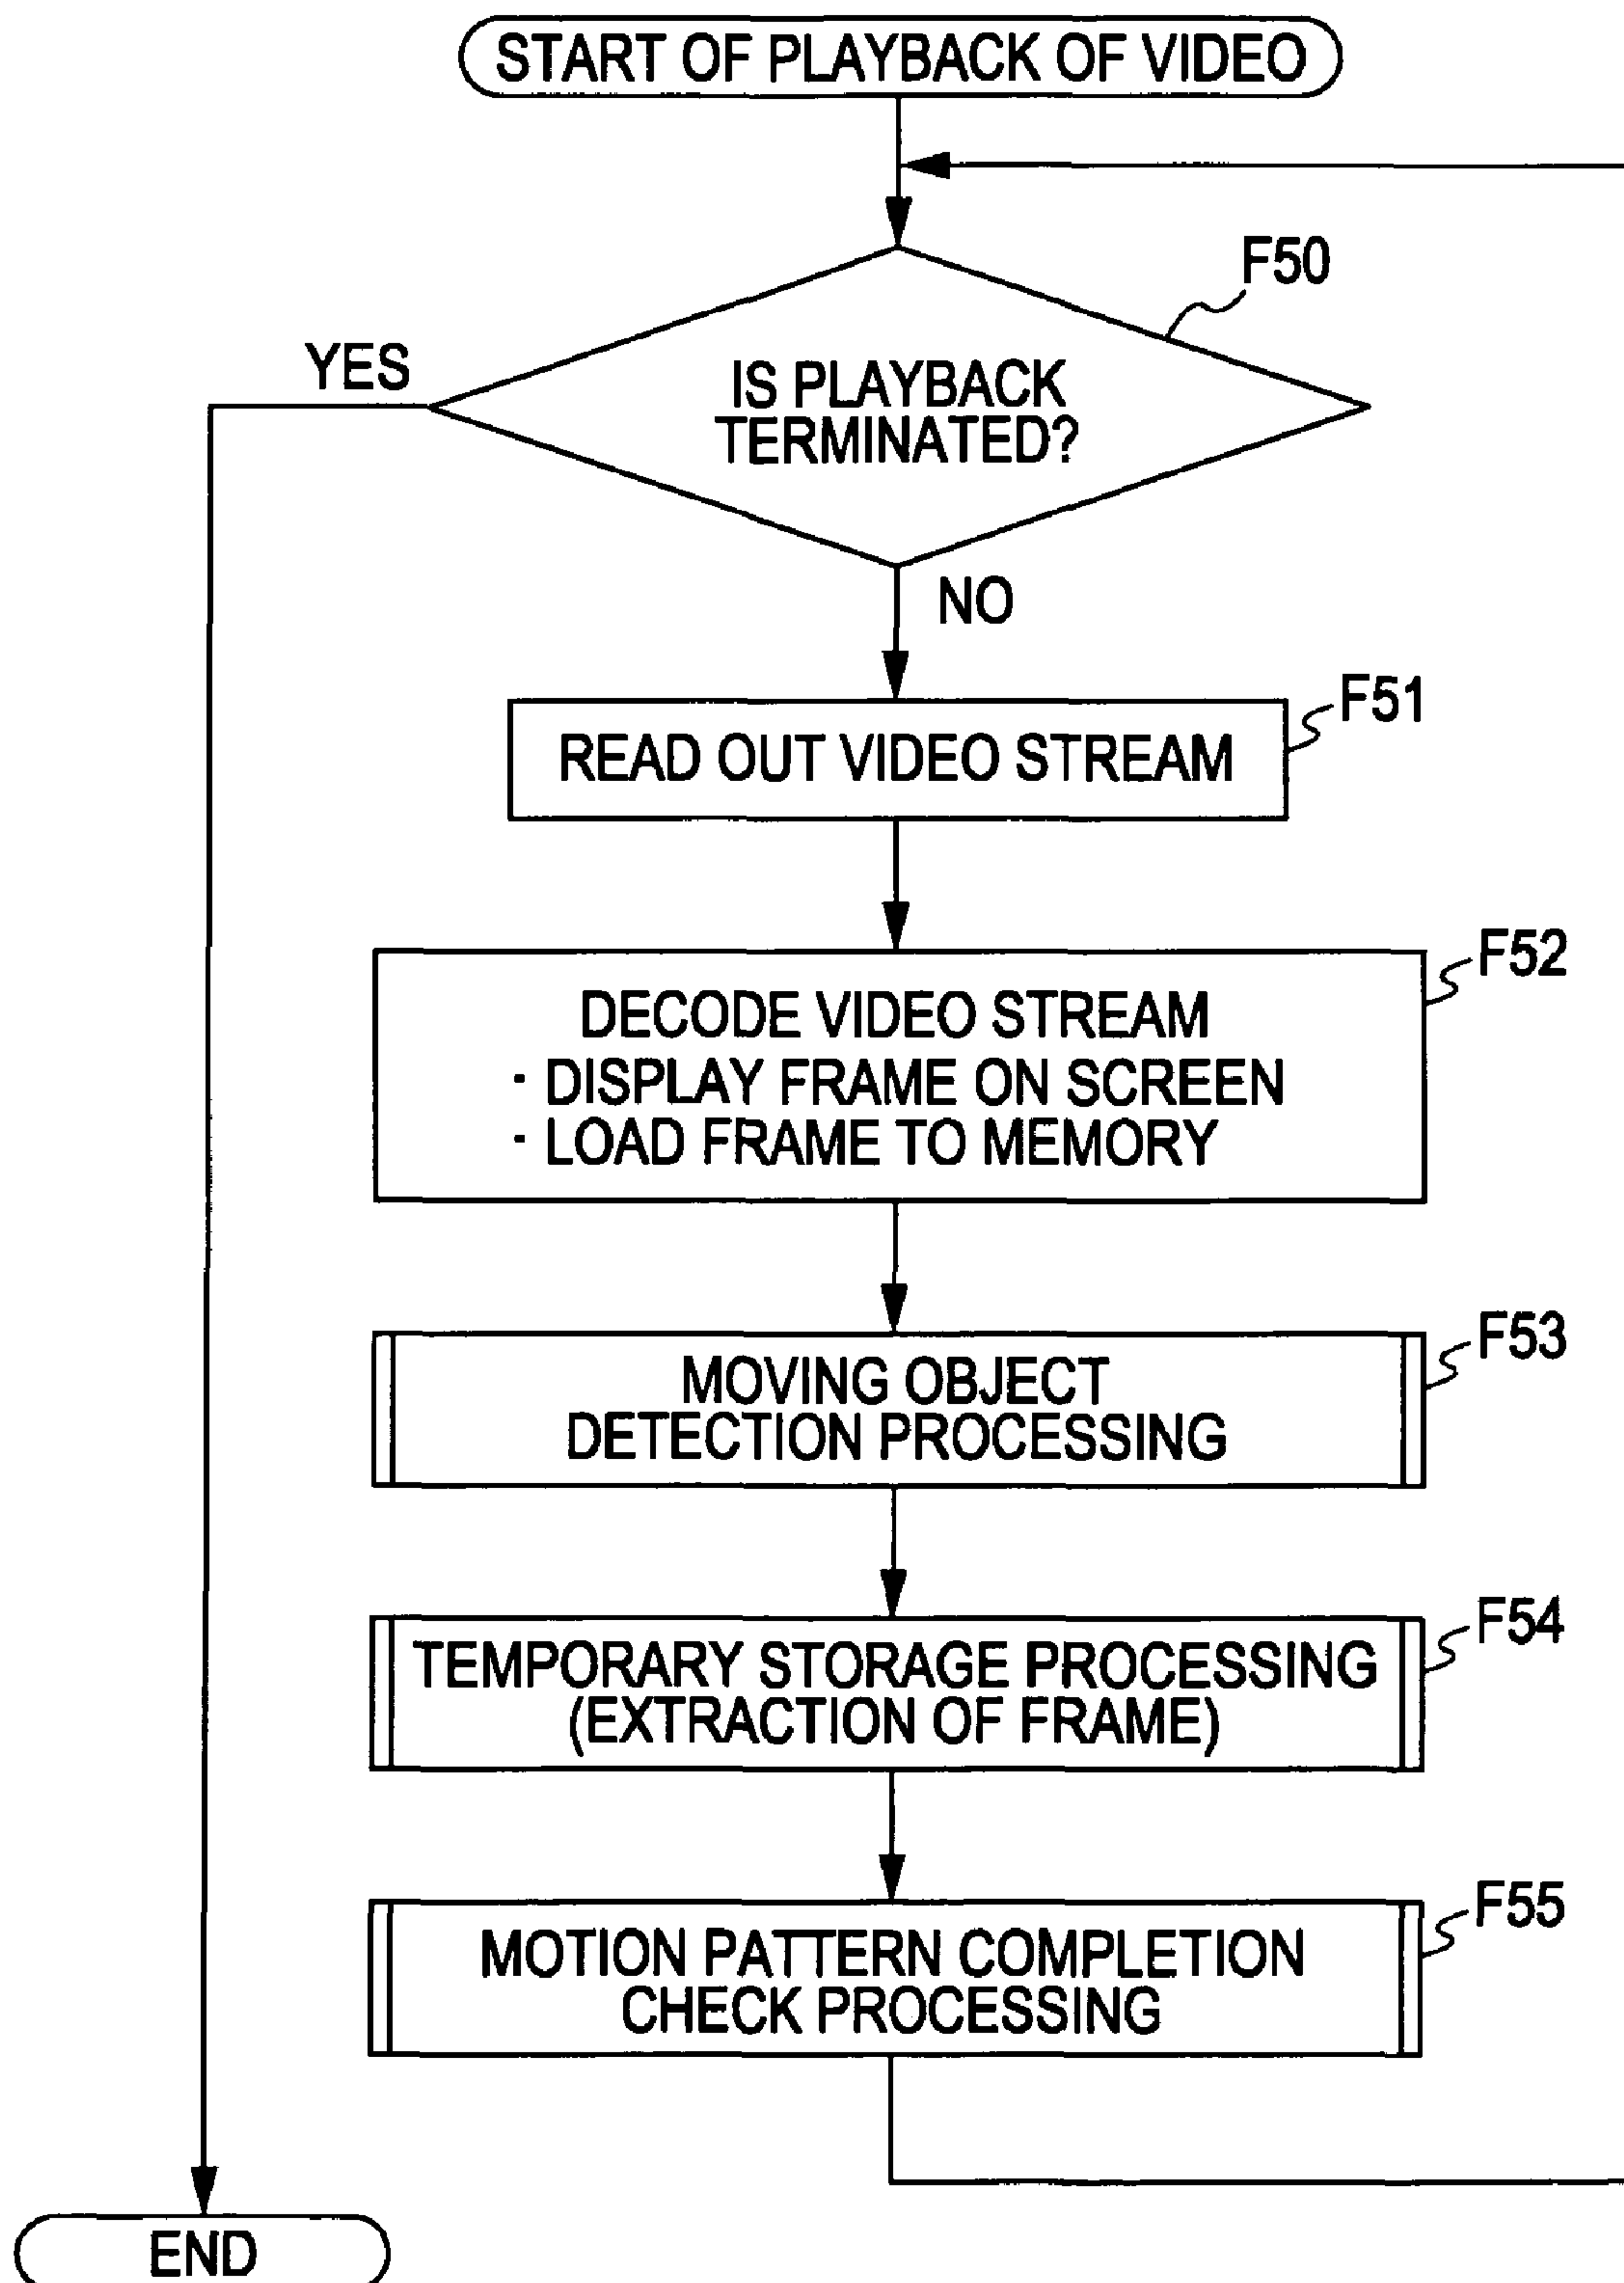 START OF PLAYBACK OF VIDEO
F50
YES
IS PLAYBACK
TERMINATED?
NO
F51
READ OUT VIDEO STREAM
F52
DECODE VIDEO STREAM
· DISPLAY FRAME ON SCREEN
· LOAD FRAME TO MEMORY
F53
MOVING OBJECT
DETECTION PROCESSING
F54
TEMPORARY STORAGE PROCESSING
(EXTRACTION OF FRAME)
F55
MOTION PATTERN COMPLETION
CHECK PROCESSING
END